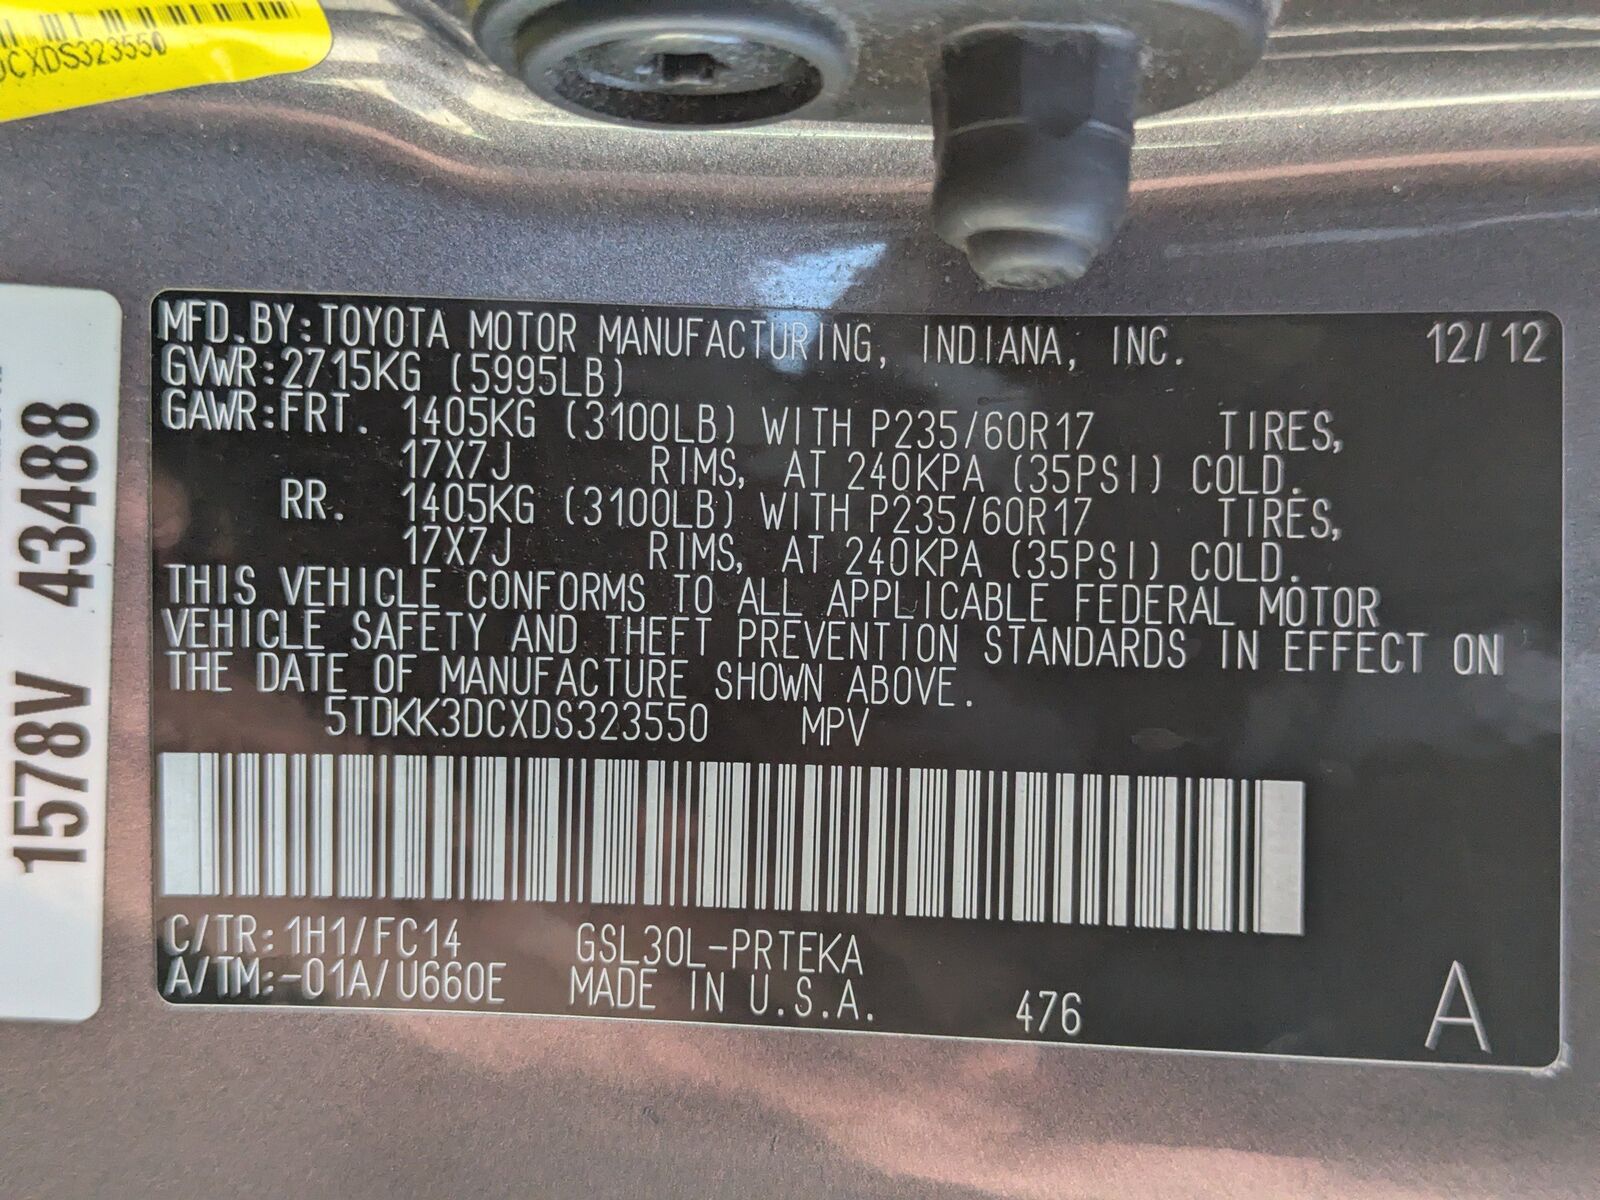 DCXDS323550
1578V 43488
MFD. BY: TOYOTA MOTOR MANUFACTURING, INDIANA, INC. 12/12
GVWR: 2715KG (5995LB)
GAWR: FRT. 1405KG (3100LB) WITH P235/60R17 TIRES,
17X7J RIMS, AT 240KPA (35PSI) COLD.
RR. 1405KG (3100LB) WITH P235/60R17 TIRES,
17X7J RIMS, AT 240KPA (35PSI) COLD.
THIS VEHICLE CONFORMS TO ALL APPLICABLE FEDERAL MOTOR
VEHICLE SAFETY AND THEFT PREVENTION STANDARDS IN EFFECT ON
THE DATE OF MANUFACTURE SHOWN ABOVE.
5TDKK3DCXDS323550 MPV
C/TR: 1H1/FC14 GSL30L-PRTEKA
A/TM: -01A/U660E MADE IN U.S.A. 476 A